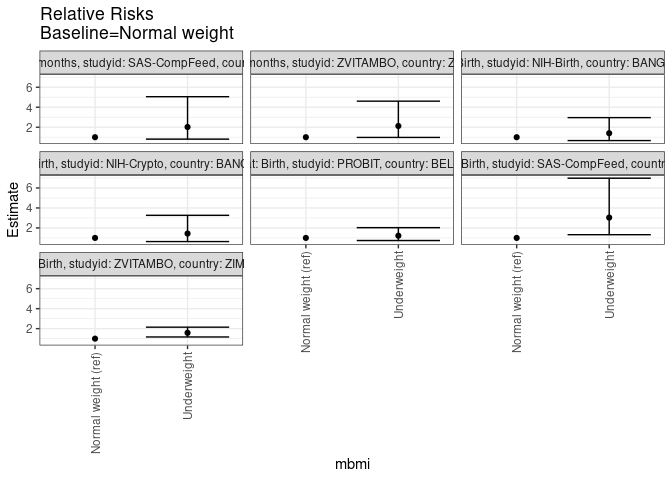 Relative Risks
Baseline=Normal weight
months, studyid: SAS-CompFeed, cou
months, studyid: ZVITAMBO, country: Z
Birth, studyid: NIH-Birth, country: BANG
6
4
2
irth, studyid: NIH-Crypto, country: BANG
t: Birth, studyid: PROBIT, country: BEL
Birth, studyid: SAS-CompFeed, countr
6
4
2
Birth, studyid: ZVITAMBO, country: ZIM
6
4
2
Estimate
Normal weight (ref)
Underweight
Normal weight (ref)
Underweight
Normal weight (ref)
Underweight
mbmi